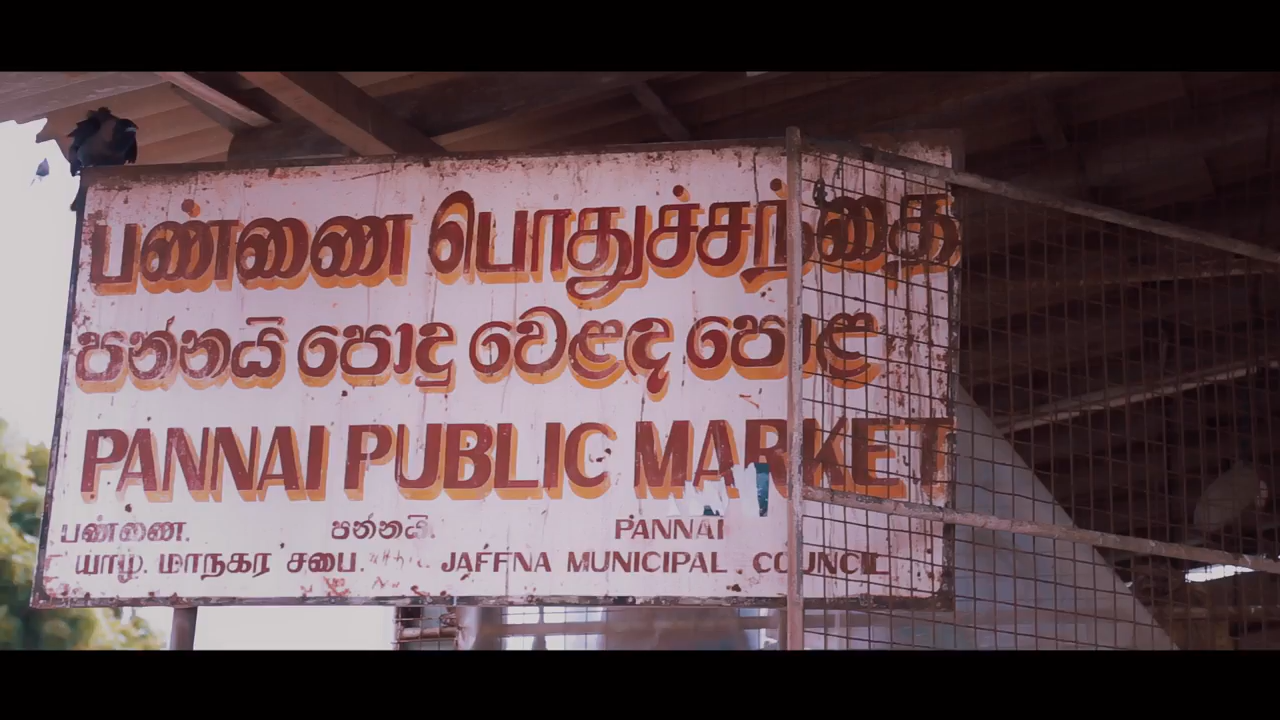 பண்ணை பொதுச்சந்தை
පන්නයි පොදු වෙළඳ පොළ
PANNAI PUBLIC MARKET
பண்ணை. පන්නයි. PANNAI
யாழ். மாநகர சபை. JAFFNA MUNICIPAL COUNCIL